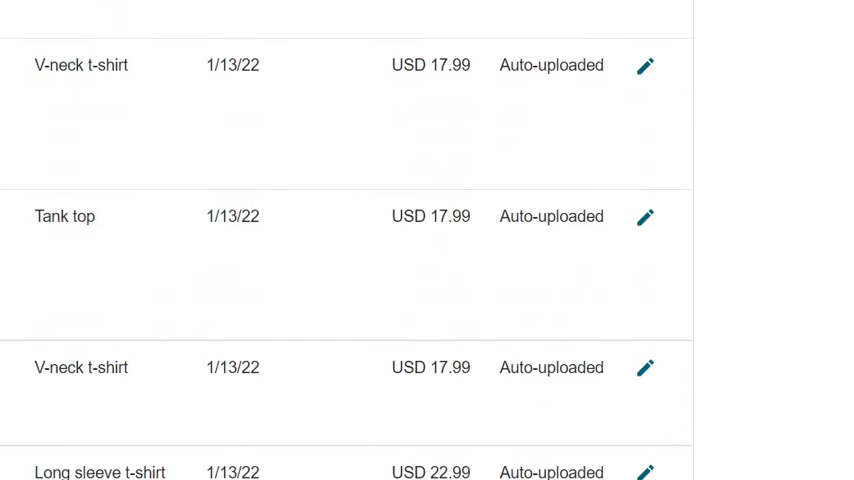 V-neck t-shirt 1/13/22 USD 17.99 Auto-uploaded
Tank top 1/13/22 USD 17.99 Auto-uploaded
V-neck t-shirt 1/13/22 USD 17.99 Auto-uploaded
Long sleeve t-shirt 1/13/22 USD 22.99 Auto-uploaded